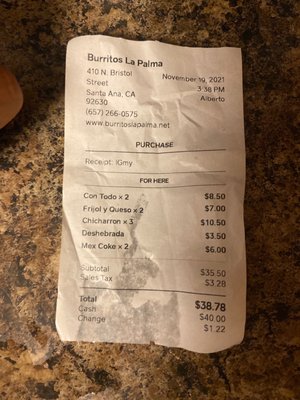 Burritos La Palma
410 N. Bristol
Street
Santa Ana, CA
92630
(657) 266-0575
www.burritoslapalma.net
November 10, 2021
3:38 PM
Alberto
PURCHASE
Receipt: IGmy
FOR HERE
Con Todo × 2 $8.50
Frijol y Queso × 2 $7.00
Chicharron × 3 $10.50
Deshebrada $3.50
Mex Coke × 2 $6.00
Subtotal $35.50
Sales Tax $3.28
Total $38.78
Cash $40.00
Change $1.22